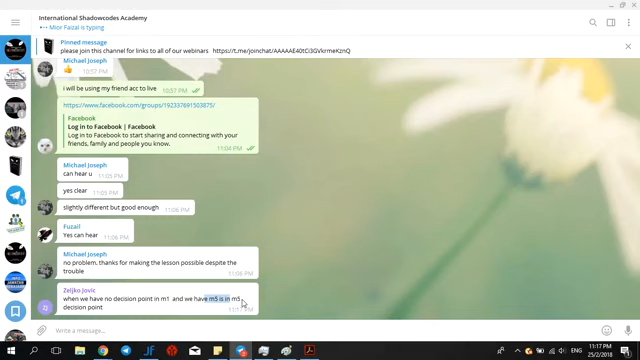 International Shadowcodes Academy
Mior Faizal is typing
Pinned message
please join this channel for links to all of our webinars https://t.me/joinchat/AAAAAE40tCi3GVkrmeKznQ
Michael Joseph
👍
10:57 PM
i will be using my friend acc to live 10:57 PM
https://www.facebook.com/groups/192337691503875/
Facebook
Log in to Facebook | Facebook
Log in to Facebook to start sharing and connecting with your
friends, family and people you know.
11:04 PM
Michael Joseph
can hear u
11:05 PM
yes clear 11:05 PM
slightly different but good enough 11:06 PM
Fuzail
Yes can hear
11:06 PM
Michael Joseph
no problem. thanks for making the lesson possible despite the
trouble
11:08 PM
Zeljko Jovic
when we have no decision point in m1 and we have m5 is in m5
decision point
11:17 PM
Write a message...
ENG
11:17 PM
25/2/2018